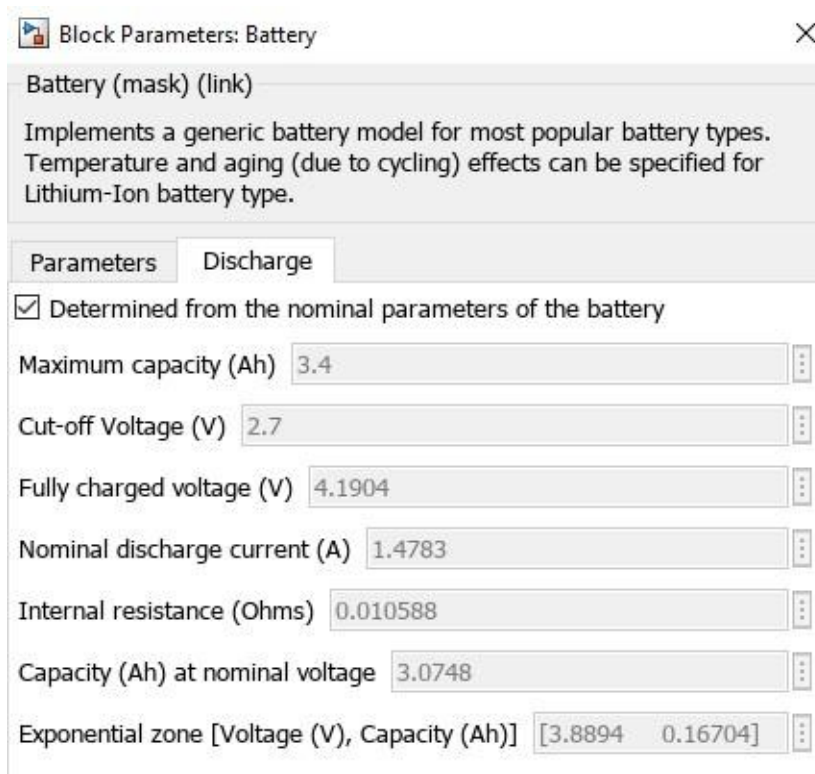 Block Parameters: Battery
Battery (mask) (link)
Implements a generic battery model for most popular battery types.
Temperature and aging (due to cycling) effects can be specified for
Lithium-Ion battery type.
Parameters Discharge
Determined from the nominal parameters of the battery
Maximum capacity (Ah) 3.4
Cut-off Voltage (V) 2.7
Fully charged voltage (V) 4.1904
Nominal discharge current (A) 1.4783
Internal resistance (Ohms) 0.010588
Capacity (Ah) at nominal voltage 3.0748
Exponential zone [Voltage (V), Capacity (Ah)] [3.8894 0.16704]